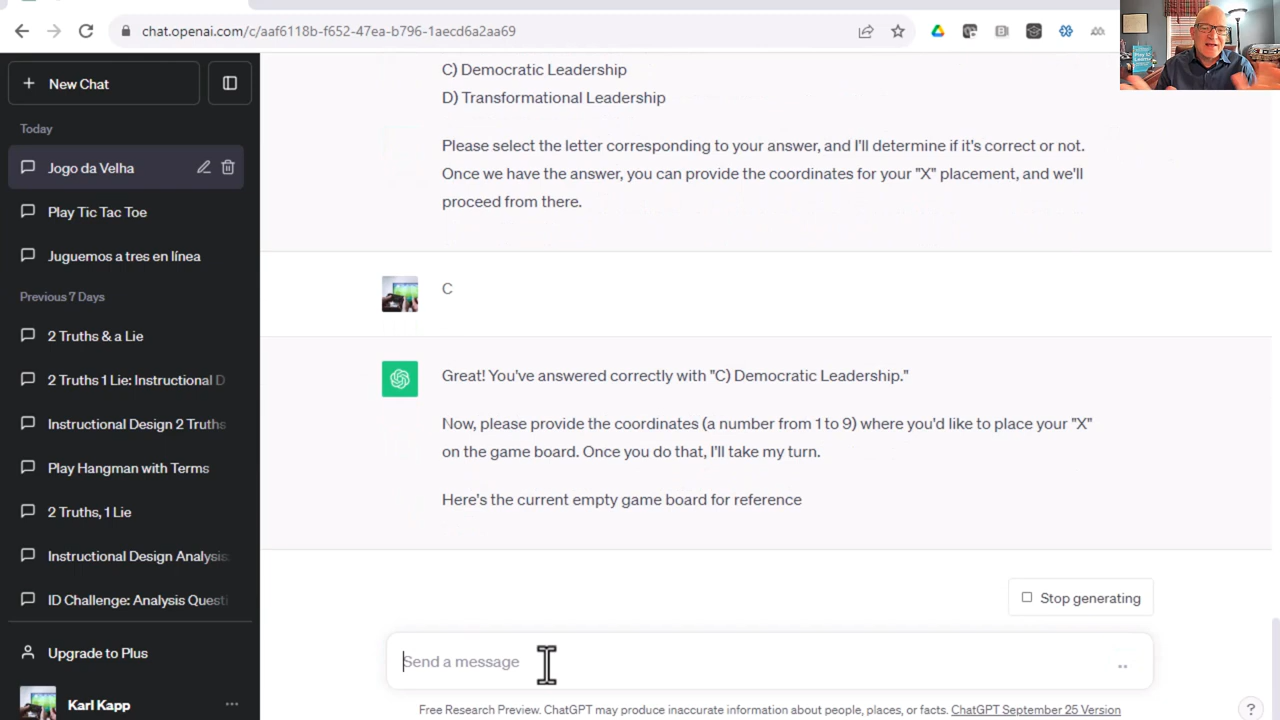 chat.openai.com/c/aaf6118b-f652-47ea-b796-1aecd6a2aa69
New Chat
Today
Jogo da Velha
Play Tic Tac Toe
Juguemos a tres en línea
Previous 7 Days
2 Truths & a Lie
2 Truths 1 Lie: Instructional D
Instructional Design 2 Truths
Play Hangman with Terms
2 Truths, 1 Lie
Instructional Design Analysis
ID Challenge: Analysis Questi
Upgrade to Plus
Karl Kapp
C) Democratic Leadership
D) Transformational Leadership
Please select the letter corresponding to your answer, and I'll determine if it's correct or not.
Once we have the answer, you can provide the coordinates for your "X" placement, and we'll
proceed from there.
C
Great! You've answered correctly with "C) Democratic Leadership."
Now, please provide the coordinates (a number from 1 to 9) where you'd like to place your "X"
on the game board. Once you do that, I'll take my turn.
Here's the current empty game board for reference
Stop generating
Send a message
Free Research Preview. ChatGPT may produce inaccurate information about people, places, or facts. ChatGPT September 25 Version
?